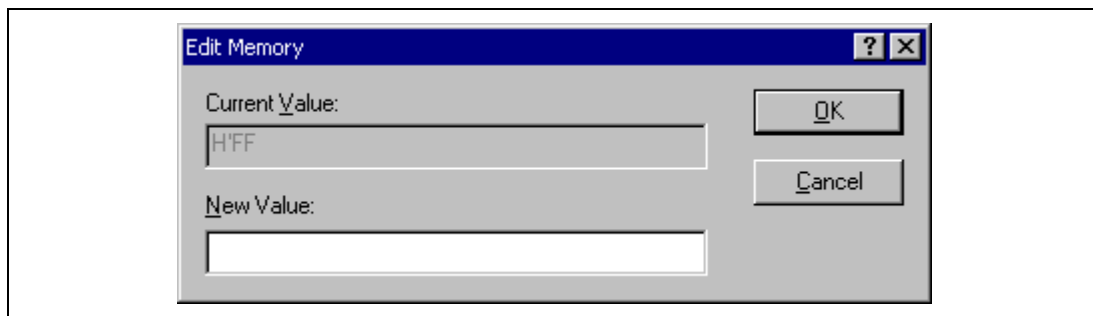 Edit Memory
Current Value:
OK
H'FF
Cancel
New Value: